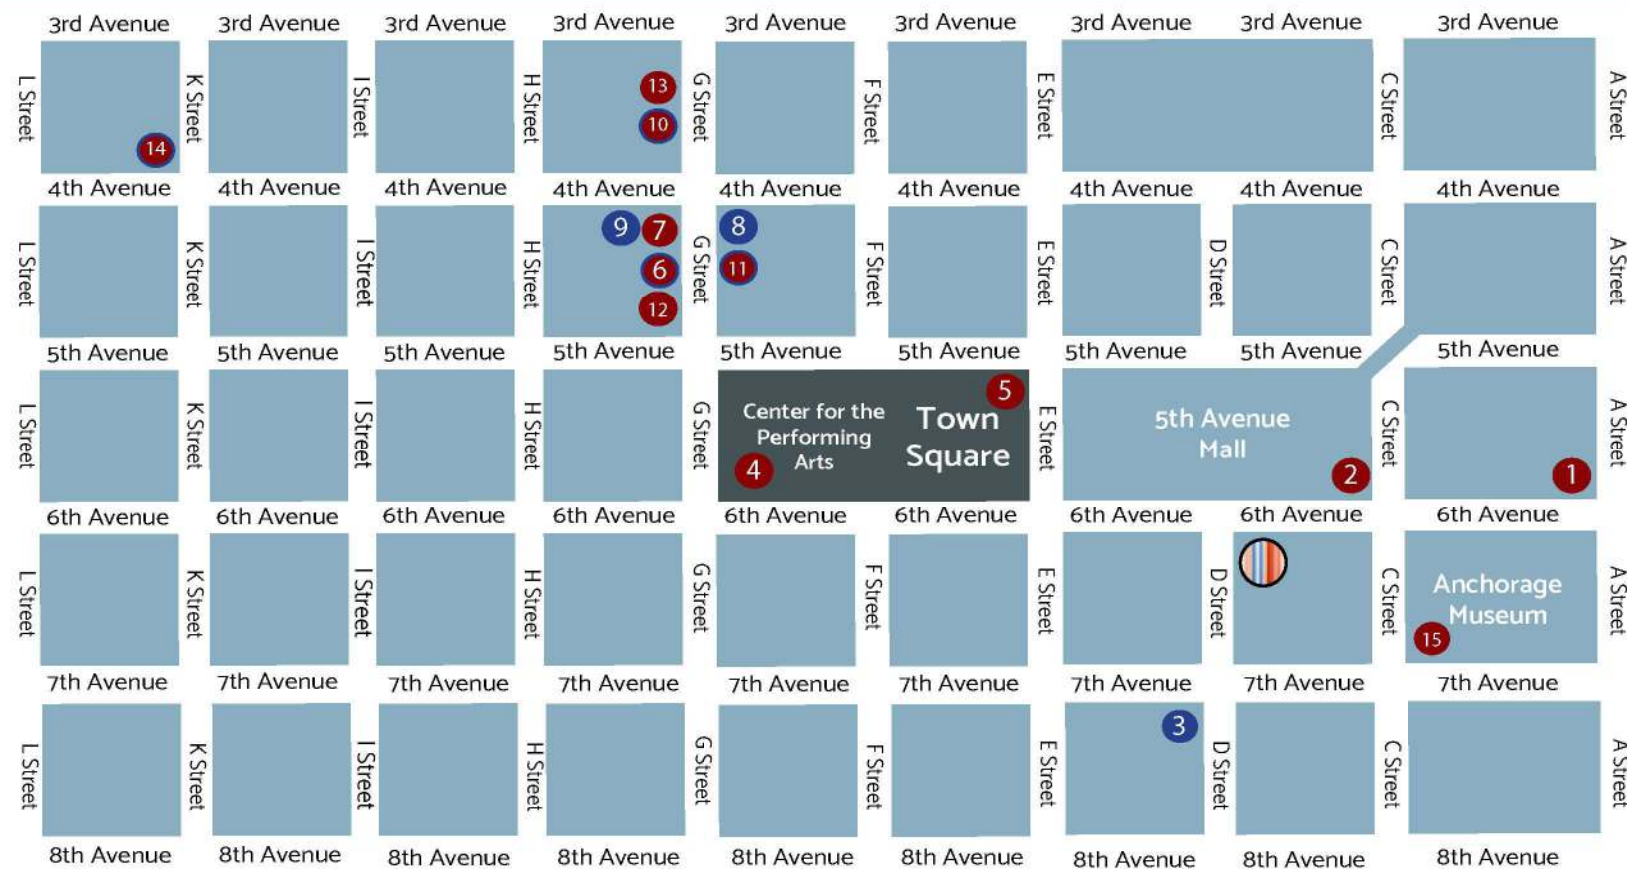 3rd Avenue 3rd Avenue 3rd Avenue 3rd Avenue 3rd Avenue 3rd Avenue 3rd Avenue 3rd Avenue 3rd Avenue
L Street K Street I Street H Street G Street F Street E Street C Street A Street
13
10
14
4th Avenue 4th Avenue 4th Avenue 4th Avenue 4th Avenue 4th Avenue 4th Avenue 4th Avenue 4th Avenue
L Street K Street I Street H Street G Street F Street E Street D Street C Street A Street
9 7 8
6 11
12
5th Avenue 5th Avenue 5th Avenue 5th Avenue 5th Avenue 5th Avenue 5th Avenue 5th Avenue 5th Avenue
L Street K Street I Street H Street G Street E Street C Street A Street
5
Center for the
Performing
Arts
4
Town
Square
5th Avenue
Mall
2
1
6th Avenue 6th Avenue 6th Avenue 6th Avenue 6th Avenue 6th Avenue 6th Avenue 6th Avenue 6th Avenue
L Street K Street I Street H Street G Street F Street E Street D Street C Street A Street
Anchorage
Museum
15
7th Avenue 7th Avenue 7th Avenue 7th Avenue 7th Avenue 7th Avenue 7th Avenue 7th Avenue 7th Avenue
L Street K Street I Street H Street G Street F Street E Street D Street C Street A Street
3
8th Avenue 8th Avenue 8th Avenue 8th Avenue 8th Avenue 8th Avenue 8th Avenue 8th Avenue 8th Avenue